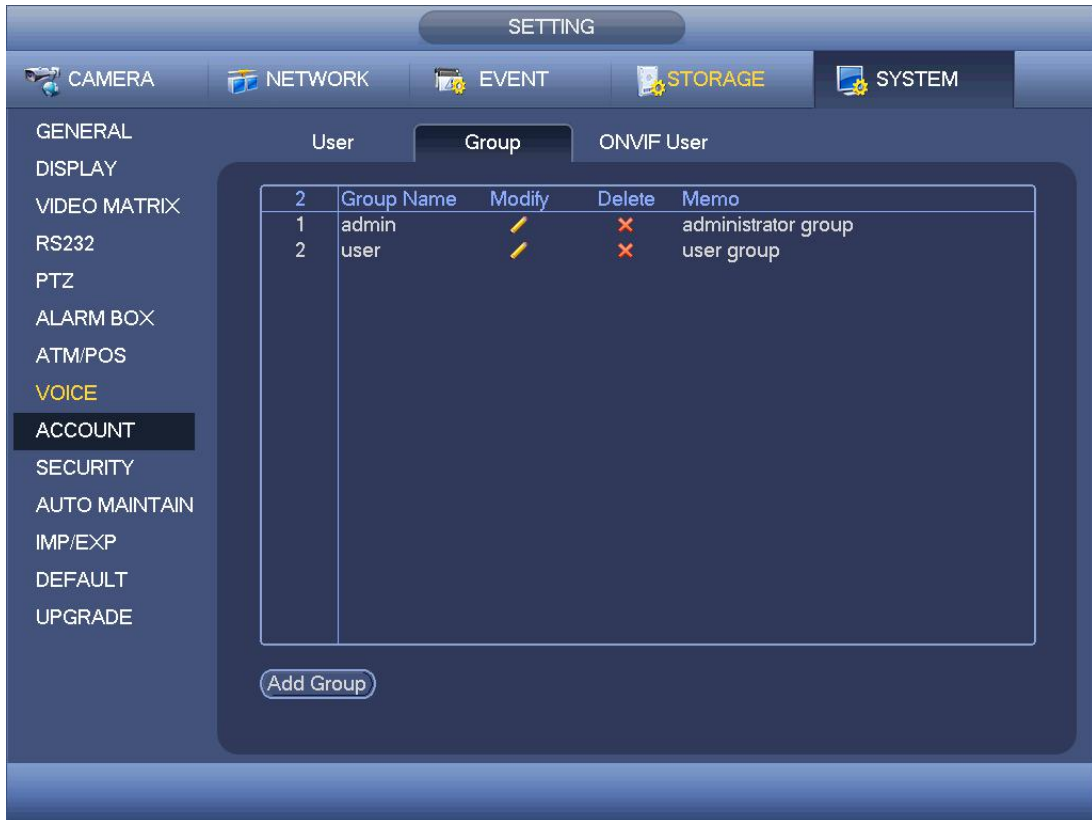 SETTING
CAMERA NETWORK EVENT STORAGE SYSTEM
GENERAL
DISPLAY
VIDEO MATRIX
RS232
PTZ
ALARM BOX
ATM/POS
VOICE
ACCOUNT
SECURITY
AUTO MAINTAIN
IMP/EXP
DEFAULT
UPGRADE
User Group ONVIF User
2 Group Name Modify Delete Memo
1 admin administrator group
2 user user group
Add Group